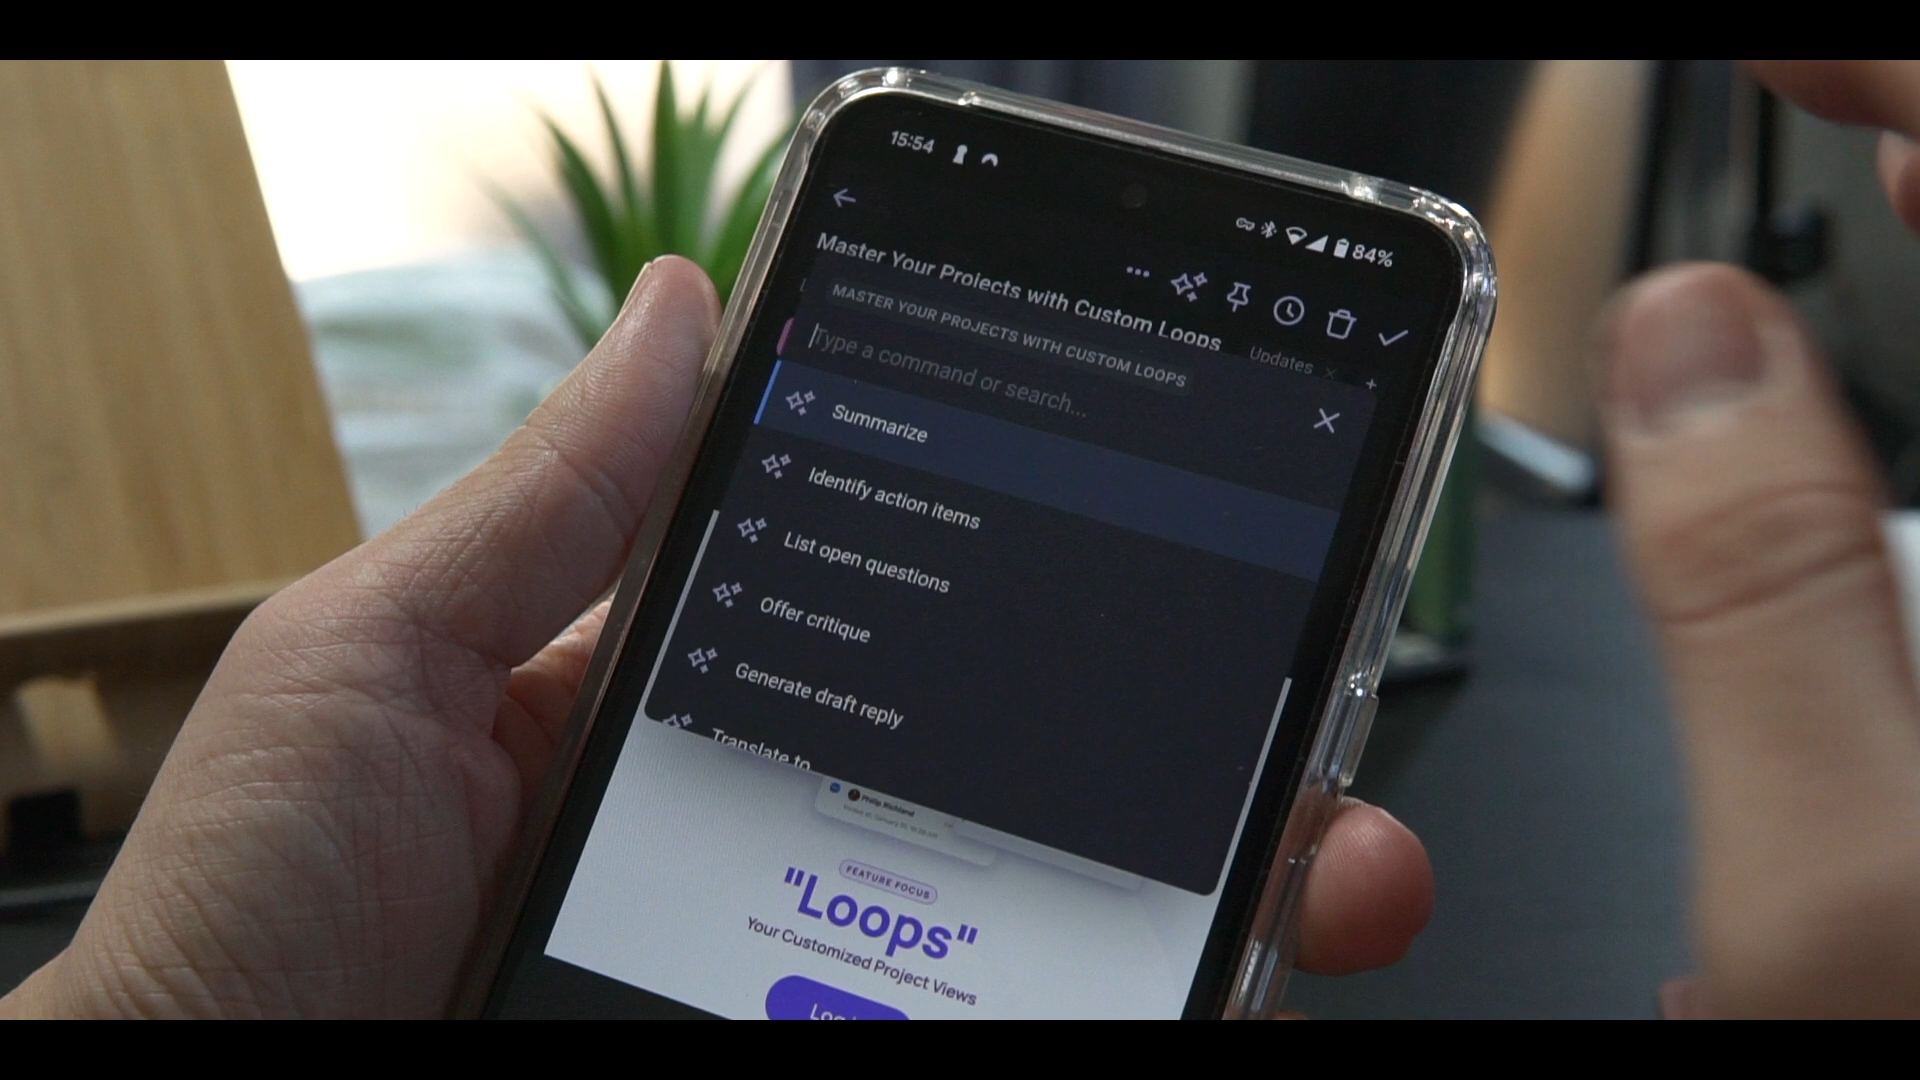 15:54
84%
Master Your Projects with Custom Loops
Updates
MASTER YOUR PROJECTS WITH CUSTOM LOOPS
Type a command or search...
Summarize
Identify action items
List open questions
Offer critique
Generate draft reply
Translate to
FEATURE FOCUS
"Loops"
Your Customized Project Views